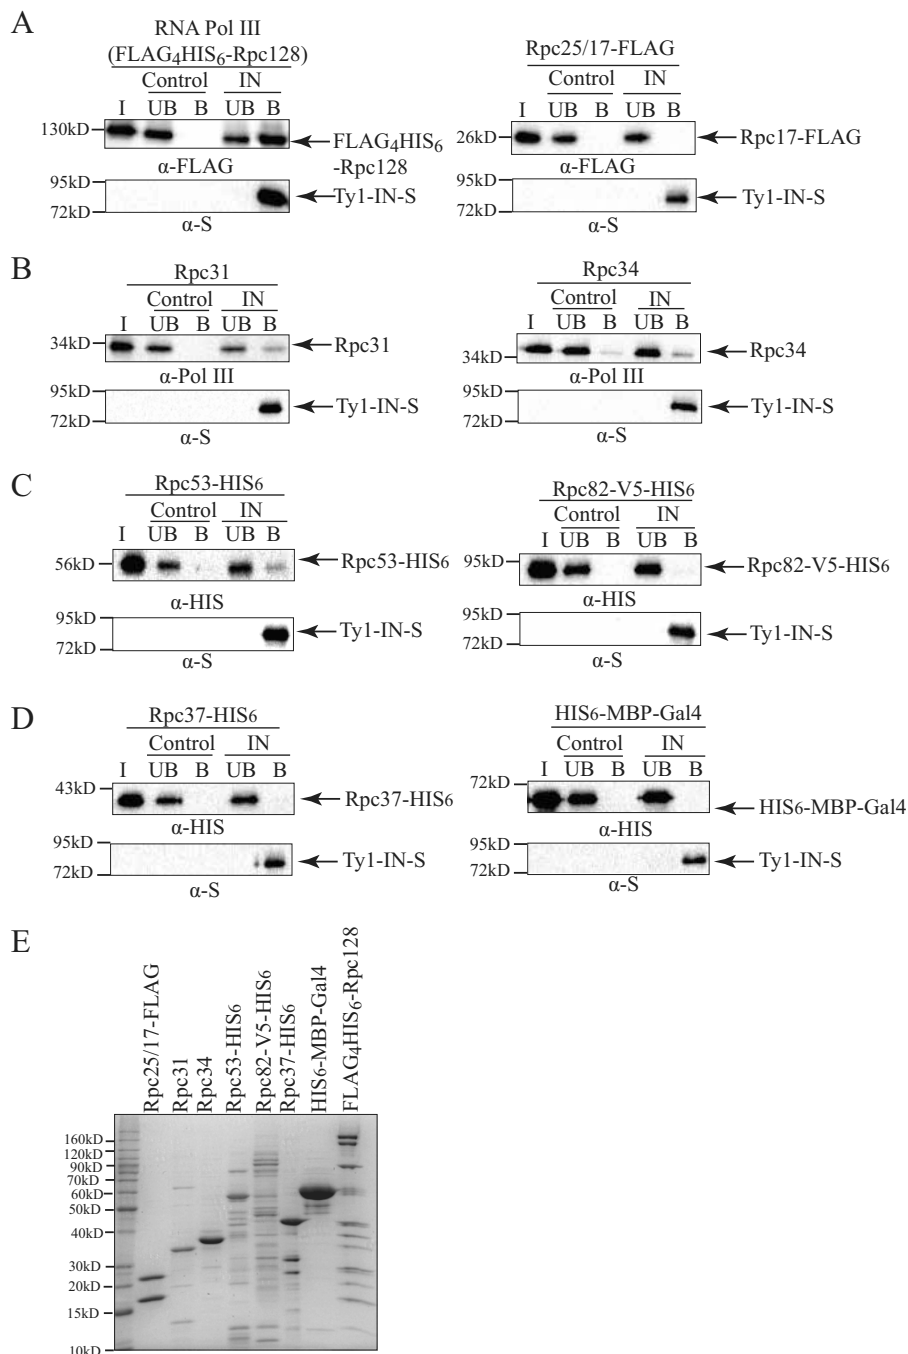 A
RNA Pol III
(FLAG4HIS6-Rpc128)
Control IN
I UB B UB B
130kD
FLAG4HIS6
-Rpc128
α-FLAG
95kD
72kD
Ty1-IN-S
α-S
Rpc25/17-FLAG
Control IN
I UB B UB B
26kD
Rpc17-FLAG
α-FLAG
95kD
72kD
Ty1-IN-S
α-S
B
Rpc31
Control IN
I UB B UB B
34kD
Rpc31
α-Pol III
95kD
72kD
Ty1-IN-S
α-S
Rpc34
Control IN
I UB B UB B
34kD
Rpc34
α-Pol III
95kD
72kD
Ty1-IN-S
α-S
C
Rpc53-HIS6
Control IN
I UB B UB B
56kD
Rpc53-HIS6
α-HIS
95kD
72kD
Ty1-IN-S
α-S
Rpc82-V5-HIS6
Control IN
I UB B UB B
95kD
Rpc82-V5-HIS6
α-HIS
95kD
72kD
Ty1-IN-S
α-S
D
Rpc37-HIS6
Control IN
I UB B UB B
43kD
Rpc37-HIS6
α-HIS
95kD
72kD
Ty1-IN-S
α-S
HIS6-MBP-Gal4
Control IN
I UB B UB B
72kD
HIS6-MBP-Gal4
α-HIS
95kD
72kD
Ty1-IN-S
α-S
E
Rpc25/17-FLAG
Rpc31
Rpc34
Rpc53-HIS6
Rpc82-V5-HIS6
Rpc37-HIS6
HIS6-MBP-Gal4
FLAG4HIS6-Rpc128
160kD
120kD
90kD
70kD
60kD
50kD
40kD
30kD
20kD
15kD
10kD